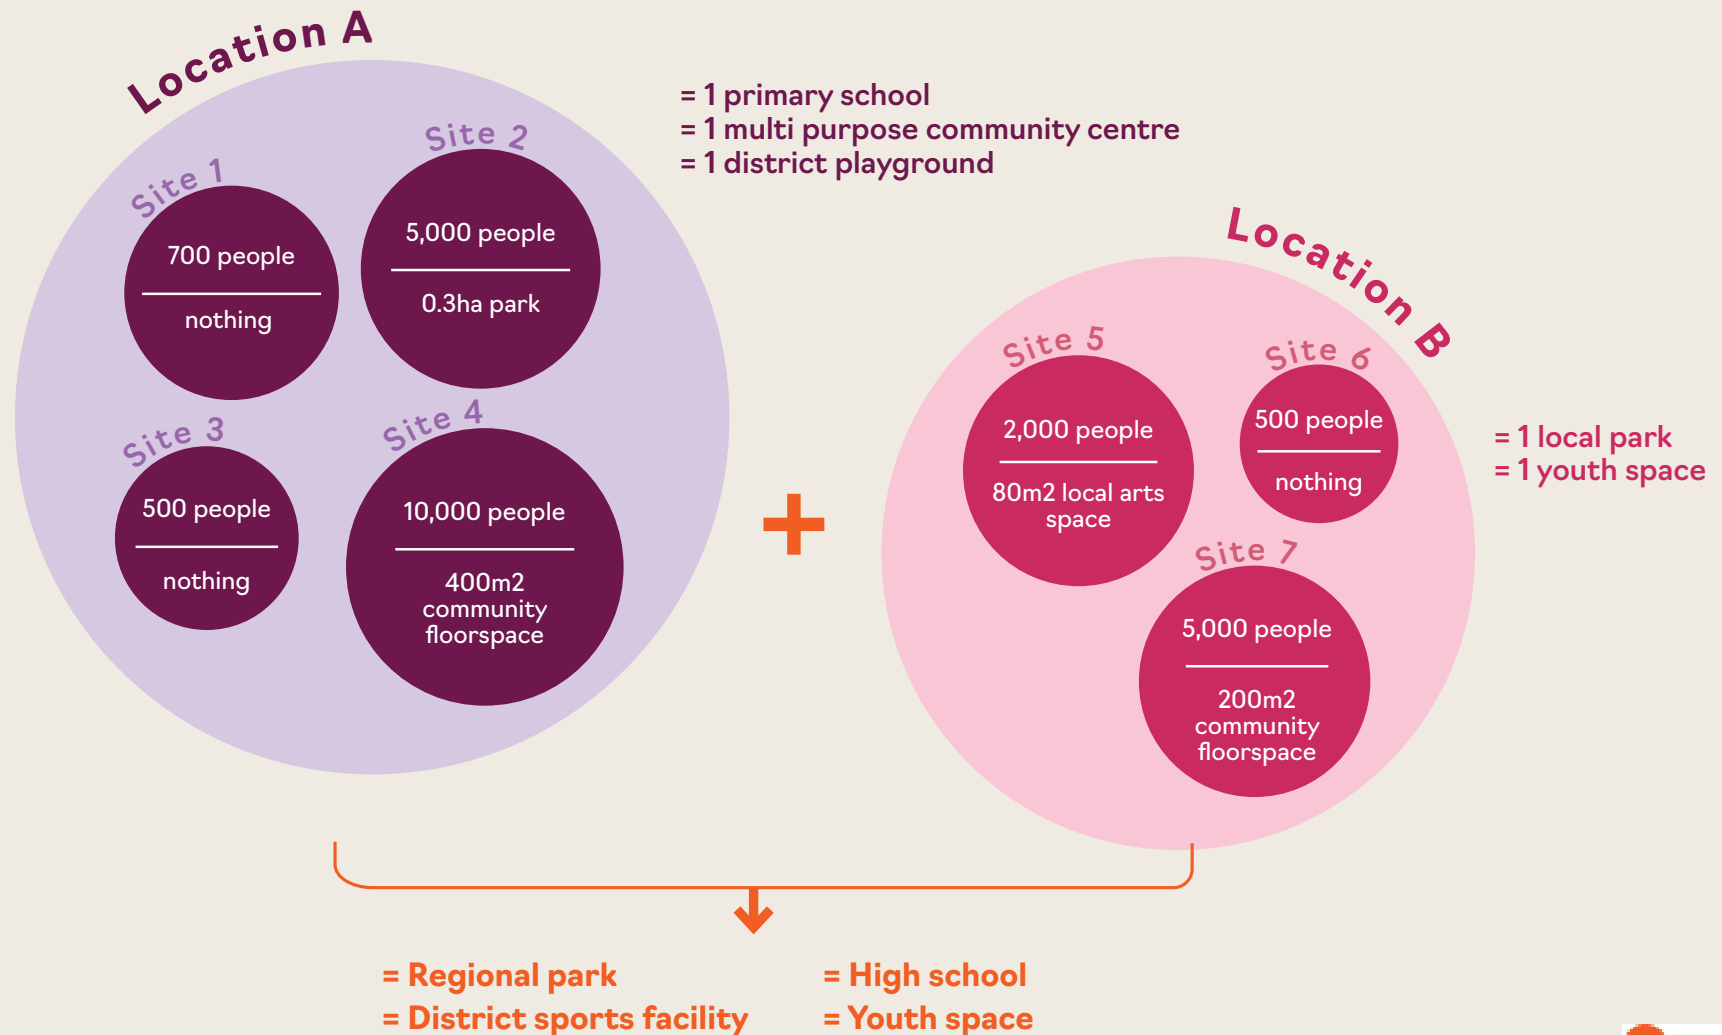 Location A
Site 1
700 people
nothing
Site 2
5,000 people
0.3ha park
Site 3
500 people
nothing
Site 4
10,000 people
400m2
community
floorspace
= 1 primary school
= 1 multi purpose community centre
= 1 district playground
+
Location B
Site 5
2,000 people
80m2 local arts
space
Site 6
500 people
nothing
Site 7
5,000 people
200m2
community
floorspace
= 1 local park
= 1 youth space
= Regional park
= District sports facility
= High school
= Youth space